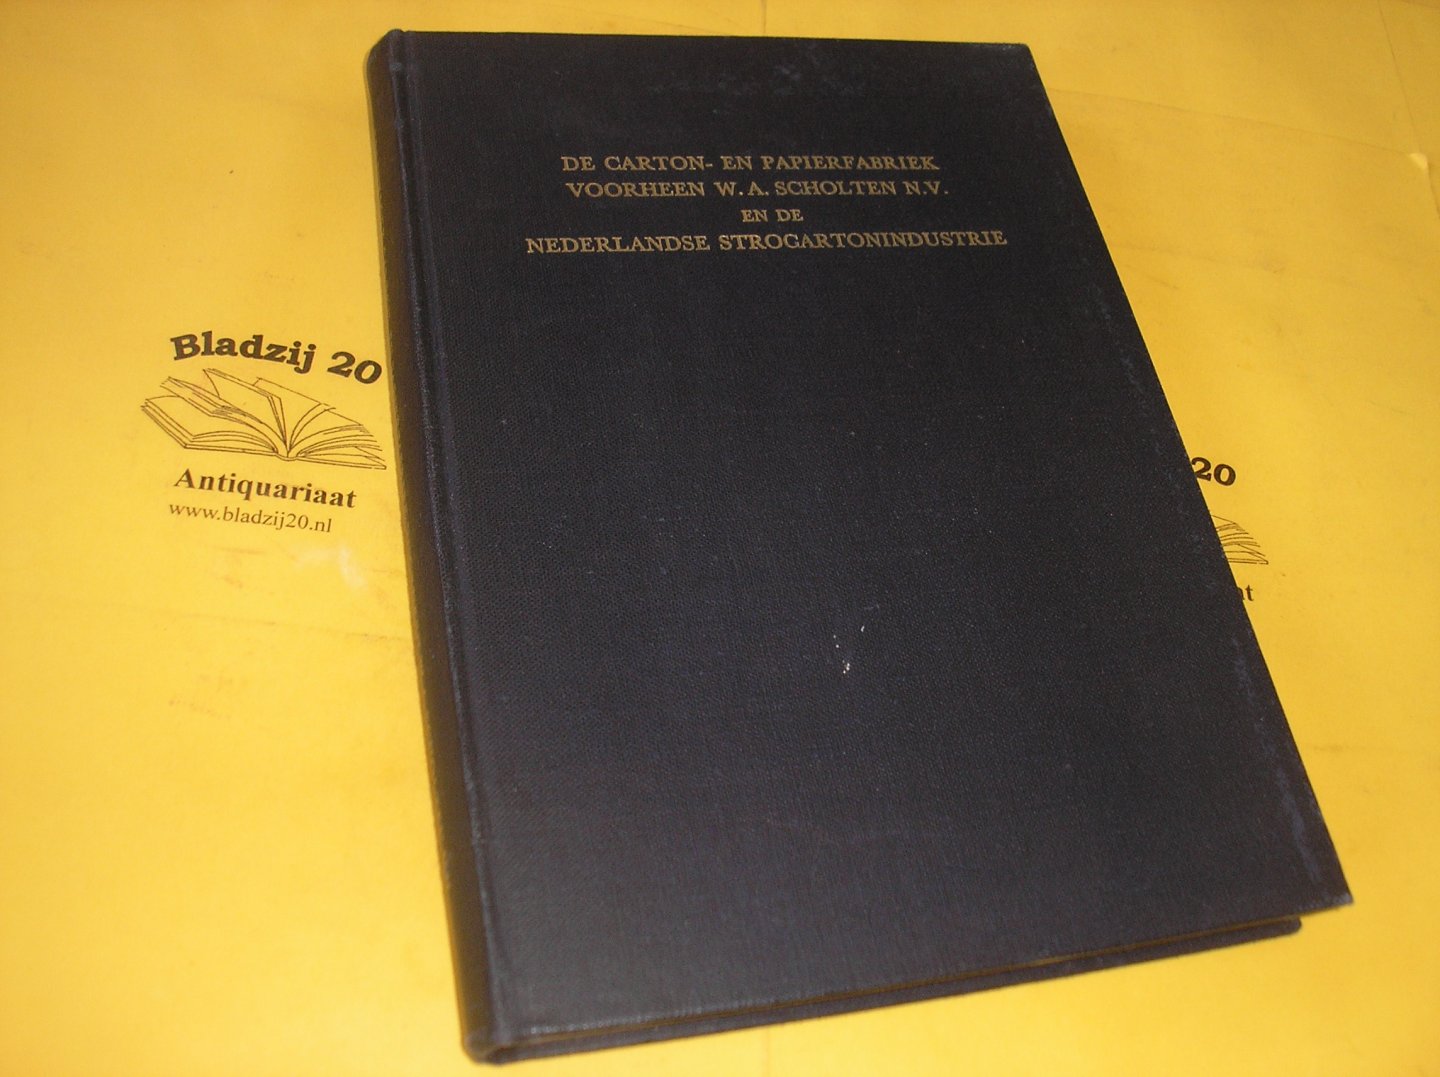 DE CARTON- EN PAPIERFABRIEK
VOORHEEN W. A. SCHOLTEN N.V.
EN DE
NEDERLANDSE STROCARTONINDUSTRIE
Bladzij 20
Antiquariaat
www.bladzij20.nl
20